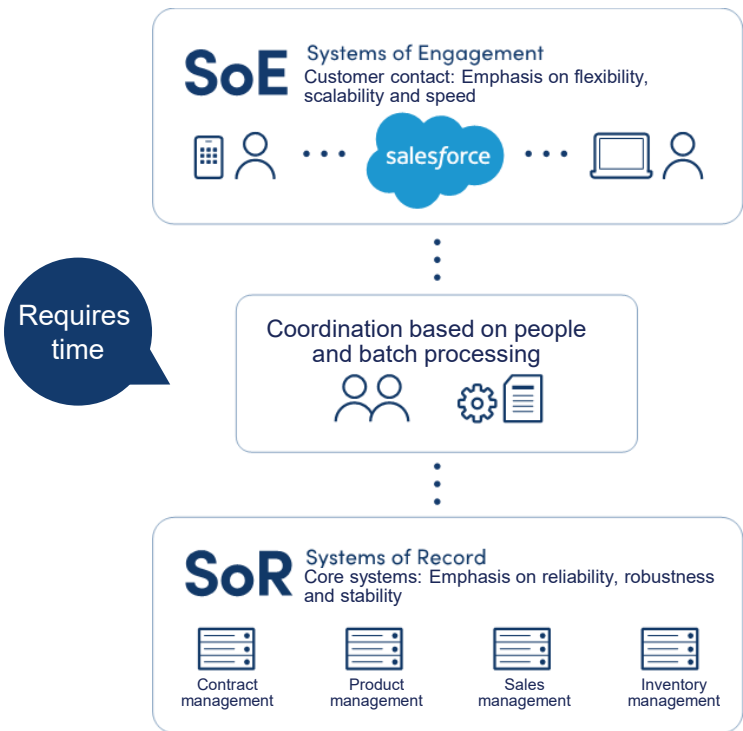 SoE
Systems of Engagement
Customer contact: Emphasis on flexibility,
scalability and speed
salesforce
Requires
time
Coordination based on people
and batch processing
SoR
Systems of Record
Core systems: Emphasis on reliability, robustness
and stability
Contract
management
Product
management
Sales
management
Inventory
management